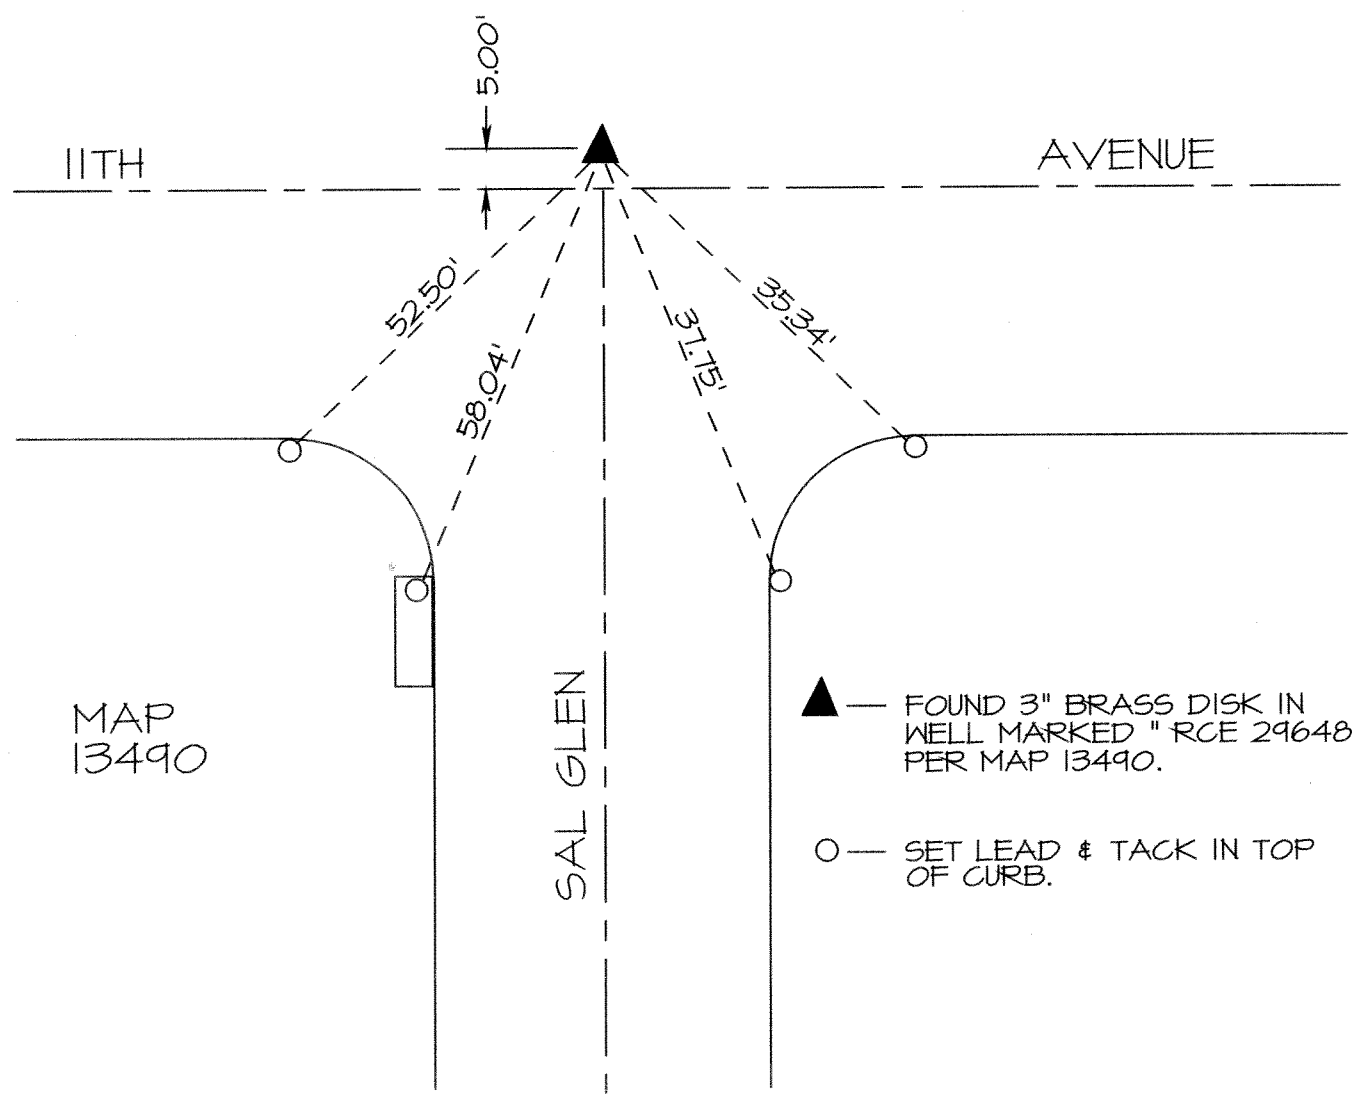 5.00'
11TH
AVENUE
52.50'
58.04'
37.75'
35.34'
SAL GLEN
MAP
13490
FOUND 3" BRASS DISK IN
WELL MARKED " RCE 29648
PER MAP 13490.
SET LEAD & TACK IN TOP
OF CURB.